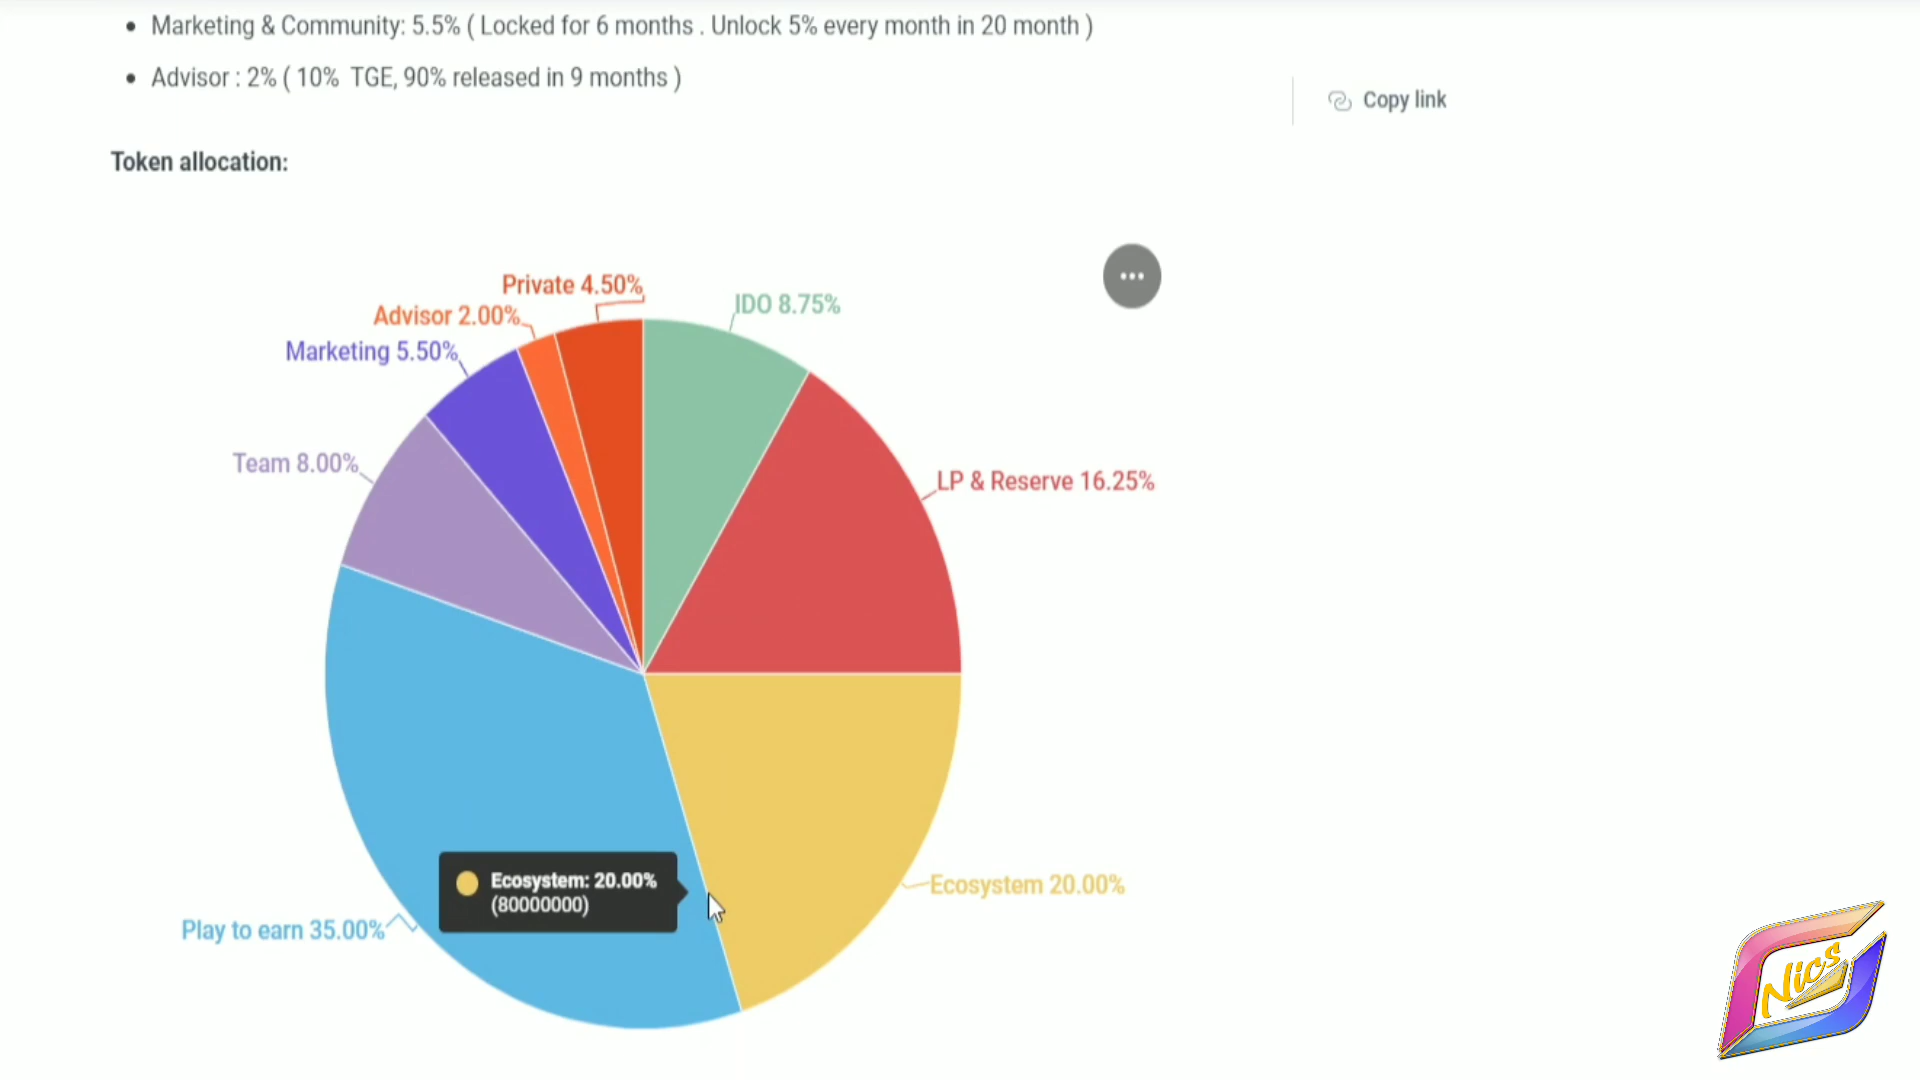 Marketing & Community: 5.5% ( Locked for 6 months . Unlock 5% every month in 20 month )
Advisor : 2% ( 10% TGE, 90% released in 9 months )
Copy link
Token allocation:
Private 4.50%
IDO 8.75%
Advisor 2.00%
Marketing 5.50%
Team 8.00%
LP & Reserve 16.25%
Ecosystem: 20.00%
(80000000)
Ecosystem 20.00%
Play to earn 35.00%
Nics